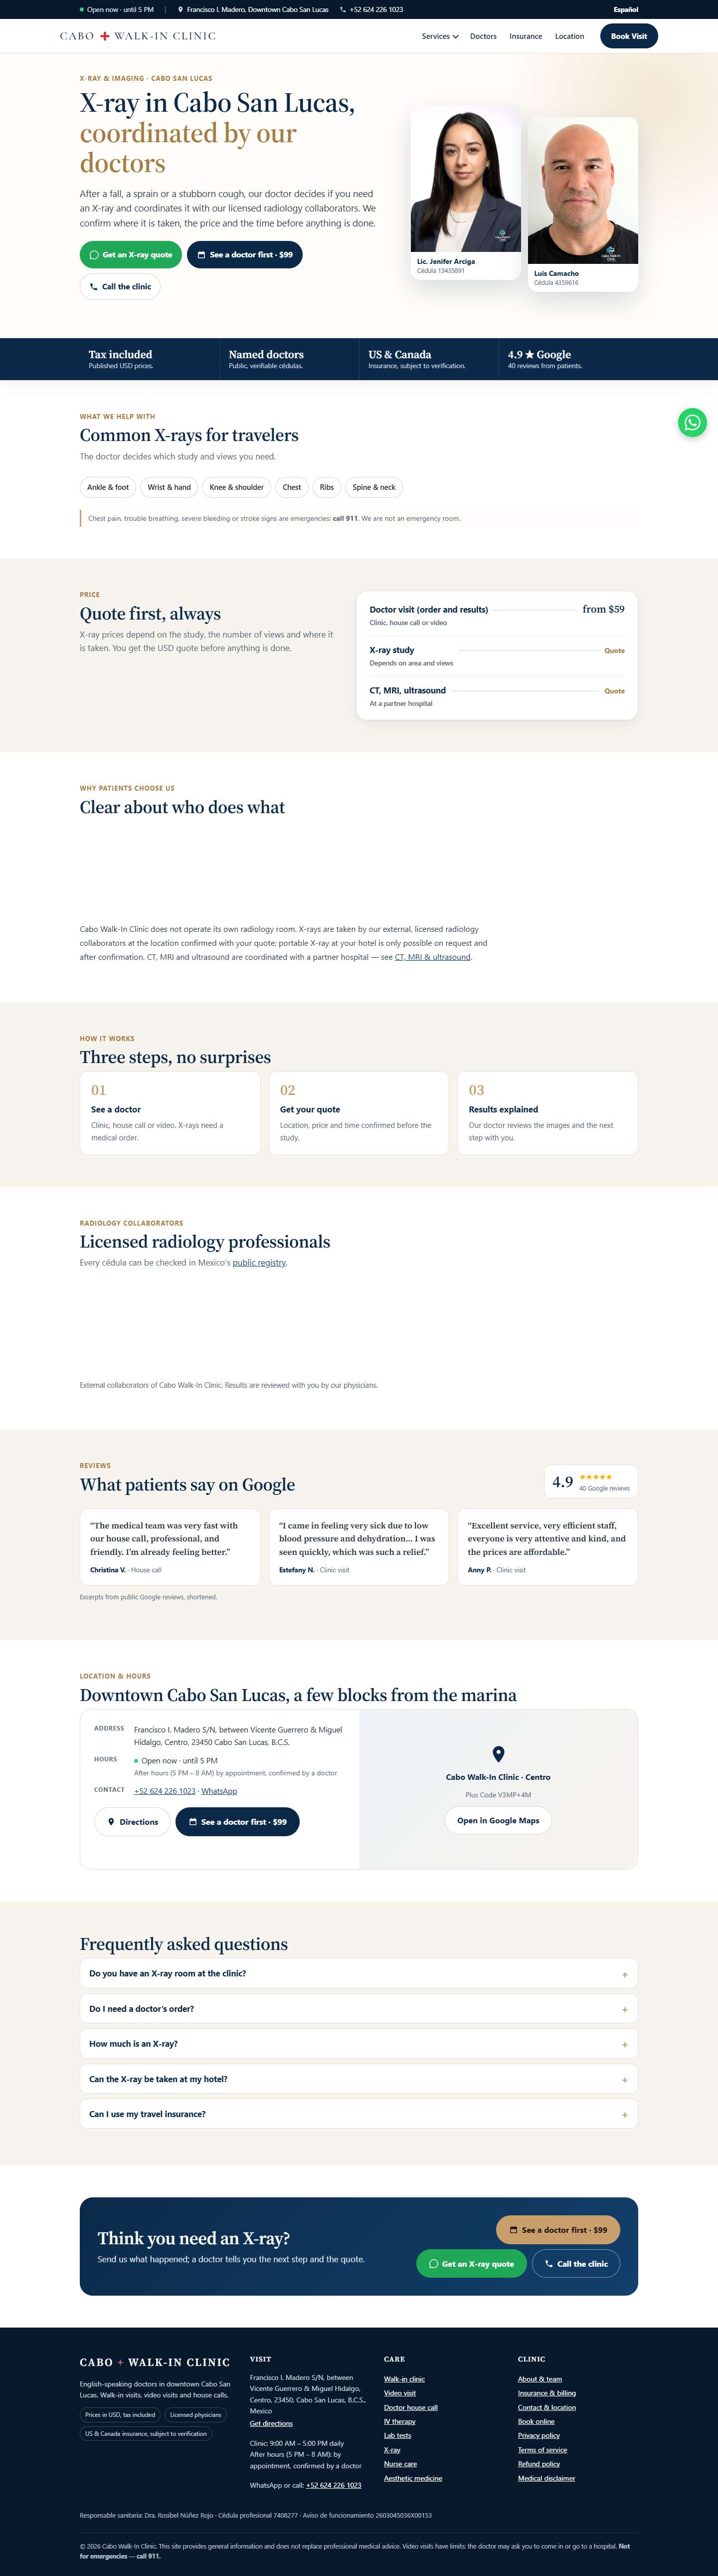 Open now · until 5 PM | Francisco I. Madero, Downtown Cabo San Lucas +52 624 226 1023 Español
CABO + WALK-IN CLINIC Services Doctors Insurance Location Book Visit
X-RAY & IMAGING · CABO SAN LUCAS
X-ray in Cabo San Lucas,
coordinated by our
doctors
After a fall, a sprain or a stubborn cough, our doctor decides if you need
an X-ray and coordinates it with our licensed radiology collaborators. We
confirm where it is taken, the price and the time before anything is done.
Get an X-ray quote See a doctor first · $99
Call the clinic
Lic. Jenifer Arciga
Cédula 13435891
Luis Camacho
Cédula 4359616
Tax included
Published USD prices.
Named doctors
Public, verifiable cédulas.
US & Canada
Insurance, subject to verification.
4.9 ★ Google
40 reviews from patients.
WHAT WE HELP WITH
Common X-rays for travelers
The doctor decides which study and views you need.
Ankle & foot Wrist & hand Knee & shoulder Chest Ribs Spine & neck
Chest pain, trouble breathing, severe bleeding or stroke signs are emergencies: call 911. We are not an emergency room.
PRICE
Quote first, always
X-ray prices depend on the study, the number of views and where it
is taken. You get the USD quote before anything is done.
Doctor visit (order and results) from $59
Clinic, house call or video
X-ray study Quote
Depends on area and views
CT, MRI, ultrasound Quote
At a partner hospital
WHY PATIENTS CHOOSE US
Clear about who does what
Cabo Walk-In Clinic does not operate its own radiology room. X-rays are taken by our external, licensed radiology
collaborators at the location confirmed with your quote; portable X-ray at your hotel is only possible on request and
after confirmation. CT, MRI and ultrasound are coordinated with a partner hospital — see CT, MRI & ultrasound.
HOW IT WORKS
Three steps, no surprises
01
See a doctor
Clinic, house call or video. X-rays need a
medical order.
02
Get your quote
Location, price and time confirmed before the
study.
03
Results explained
Our doctor reviews the images and the next
step with you.
RADIOLOGY COLLABORATORS
Licensed radiology professionals
Every cédula can be checked in Mexico's public registry.
External collaborators of Cabo Walk-In Clinic. Results are reviewed with you by our physicians.
REVIEWS
What patients say on Google
4.9 ★★★★★
40 Google reviews
"The medical team was very fast with
our house call, professional, and
friendly. I'm already feeling better."
Christina V. · House call
"I came in feeling very sick due to low
blood pressure and dehydration... I was
seen quickly, which was such a relief."
Estefany N. · Clinic visit
"Excellent service, very efficient staff,
everyone is very attentive and kind, and
the prices are affordable."
Anny P. · Clinic visit
Excerpts from public Google reviews, shortened.
LOCATION & HOURS
Downtown Cabo San Lucas, a few blocks from the marina
ADDRESS Francisco I. Madero S/N, between Vicente Guerrero & Miguel
Hidalgo, Centro, 23450 Cabo San Lucas, B.C.S.
HOURS Open now · until 5 PM
After hours (5 PM – 8 AM) by appointment, confirmed by a doctor
CONTACT +52 624 226 1023 · WhatsApp
Directions See a doctor first · $99
Cabo Walk-In Clinic · Centro
Plus Code V3MP+4M
Open in Google Maps
Frequently asked questions
Do you have an X-ray room at the clinic? +
Do I need a doctor's order? +
How much is an X-ray? +
Can the X-ray be taken at my hotel? +
Can I use my travel insurance? +
Think you need an X-ray?
Send us what happened; a doctor tells you the next step and the quote.
See a doctor first · $99
Get an X-ray quote Call the clinic
CABO + WALK-IN CLINIC
English-speaking doctors in downtown Cabo San
Lucas. Walk-in visits, video visits and house calls.
Prices in USD, tax included Licensed physicians
US & Canada insurance, subject to verification
VISIT
Francisco I. Madero S/N, between
Vicente Guerrero & Miguel Hidalgo,
Centro, 23450, Cabo San Lucas, B.C.S.,
Mexico
Get directions
Clinic: 9:00 AM – 5:00 PM daily
After hours (5 PM – 8 AM): by
appointment, confirmed by a doctor
WhatsApp or call: +52 624 226 1023
CARE
Walk-in clinic
Video visit
Doctor house call
IV therapy
Lab tests
X-ray
Nurse care
Aesthetic medicine
CLINIC
About & team
Insurance & billing
Contact & location
Book online
Privacy policy
Terms of service
Refund policy
Medical disclaimer
Responsable sanitaria: Dra. Rosibel Núñez Rojo · Cédula profesional 7408277 · Aviso de funcionamiento 2603045036X00153
© 2026 Cabo Walk-In Clinic. This site provides general information and does not replace professional medical advice. Video visits have limits: the doctor may ask you to come in or go to a hospital. Not
for emergencies — call 911.